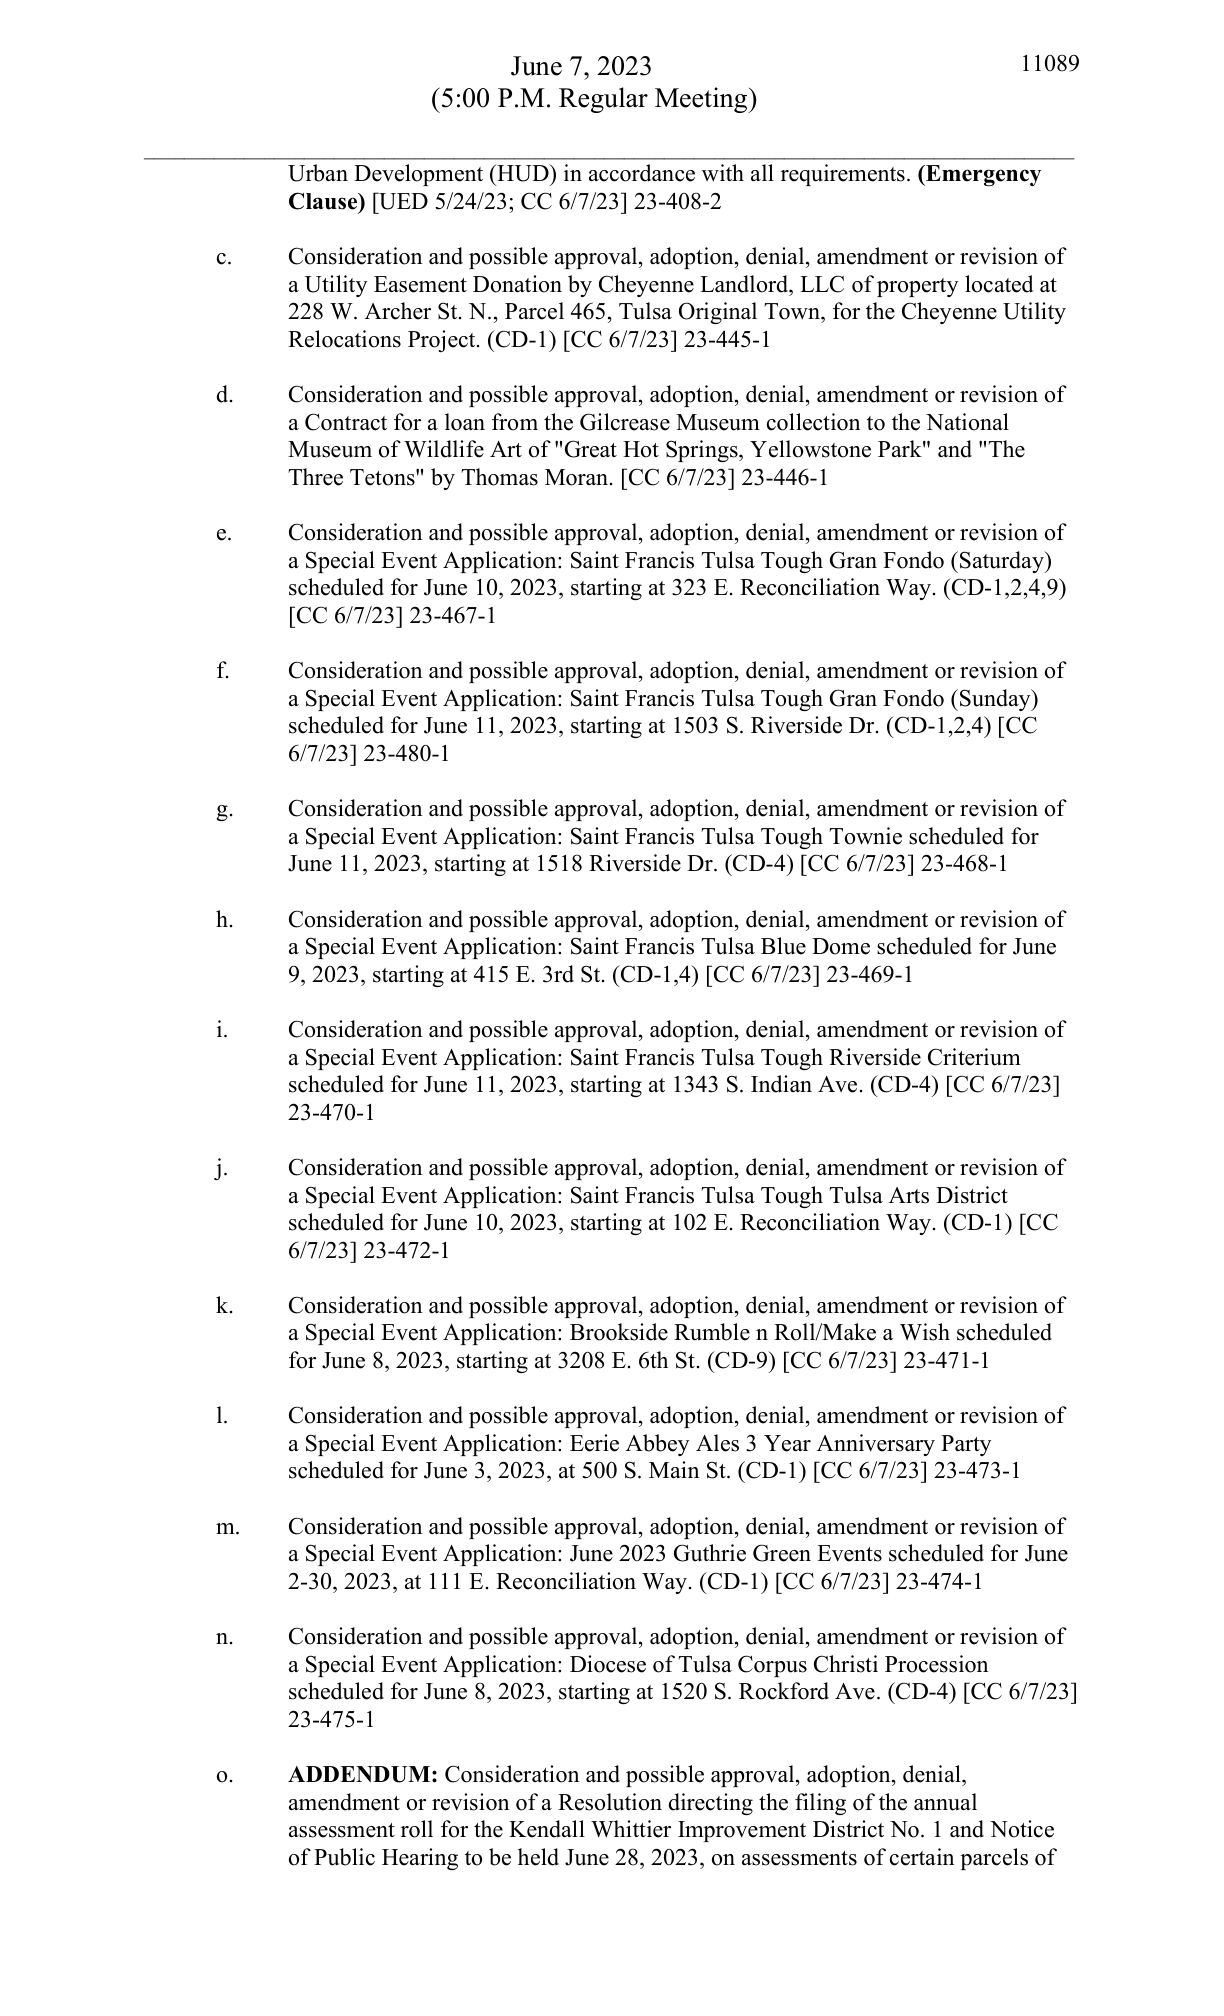 June 7, 2023
11089
(5:00 P.M. Regular Meeting)
Urban Development (HUD) in accordance with all requirements. (Emergency
Clause) [UED 5/24/23; CC 6/7/23] 23-408-2
c. Consideration and possible approval, adoption, denial, amendment or revision of
a Utility Easement Donation by Cheyenne Landlord, LLC of property located at
228 W. Archer St. N., Parcel 465, Tulsa Original Town, for the Cheyenne Utility
Relocations Project. (CD-1) [CC 6/7/23] 23-445-1
d. Consideration and possible approval, adoption, denial, amendment or revision of
a Contract for a loan from the Gilcrease Museum collection to the National
Museum of Wildlife Art of "Great Hot Springs, Yellowstone Park" and "The
Three Tetons" by Thomas Moran. [CC 6/7/23] 23-446-1
e. Consideration and possible approval, adoption, denial, amendment or revision of
a Special Event Application: Saint Francis Tulsa Tough Gran Fondo (Saturday)
scheduled for June 10, 2023, starting at 323 E. Reconciliation Way. (CD-1,2,4,9)
[CC 6/7/23] 23-467-1
f. Consideration and possible approval, adoption, denial, amendment or revision of
a Special Event Application: Saint Francis Tulsa Tough Gran Fondo (Sunday)
scheduled for June 11, 2023, starting at 1503 S. Riverside Dr. (CD-1,2,4) [CC
6/7/23] 23-480-1
g. Consideration and possible approval, adoption, denial, amendment or revision of
a Special Event Application: Saint Francis Tulsa Tough Townie scheduled for
June 11, 2023, starting at 1518 Riverside Dr. (CD-4) [CC 6/7/23] 23-468-1
h. Consideration and possible approval, adoption, denial, amendment or revision of
a Special Event Application: Saint Francis Tulsa Blue Dome scheduled for June
9, 2023, starting at 415 E. 3rd St. (CD-1,4) [CC 6/7/23] 23-469-1
i. Consideration and possible approval, adoption, denial, amendment or revision of
a Special Event Application: Saint Francis Tulsa Tough Riverside Criterium
scheduled for June 11, 2023, starting at 1343 S. Indian Ave. (CD-4) [CC 6/7/23]
23-470-1
j. Consideration and possible approval, adoption, denial, amendment or revision of
a Special Event Application: Saint Francis Tulsa Tough Tulsa Arts District
scheduled for June 10, 2023, starting at 102 E. Reconciliation Way. (CD-1) [CC
6/7/23] 23-472-1
k. Consideration and possible approval, adoption, denial, amendment or revision of
a Special Event Application: Brookside Rumble n Roll/Make a Wish scheduled
for June 8, 2023, starting at 3208 E. 6th St. (CD-9) [CC 6/7/23] 23-471-1
l. Consideration and possible approval, adoption, denial, amendment or revision of
a Special Event Application: Eerie Abbey Ales 3 Year Anniversary Party
scheduled for June 3, 2023, at 500 S. Main St. (CD-1) [CC 6/7/23] 23-473-1
m. Consideration and possible approval, adoption, denial, amendment or revision of
a Special Event Application: June 2023 Guthrie Green Events scheduled for June
2-30, 2023, at 111 E. Reconciliation Way. (CD-1) [CC 6/7/23] 23-474-1
n. Consideration and possible approval, adoption, denial, amendment or revision of
a Special Event Application: Diocese of Tulsa Corpus Christi Procession
scheduled for June 8, 2023, starting at 1520 S. Rockford Ave. (CD-4) [CC 6/7/23]
23-475-1
o. ADDENDUM: Consideration and possible approval, adoption, denial,
amendment or revision of a Resolution directing the filing of the annual
assessment roll for the Kendall Whittier Improvement District No. 1 and Notice
of Public Hearing to be held June 28, 2023, on assessments of certain parcels of